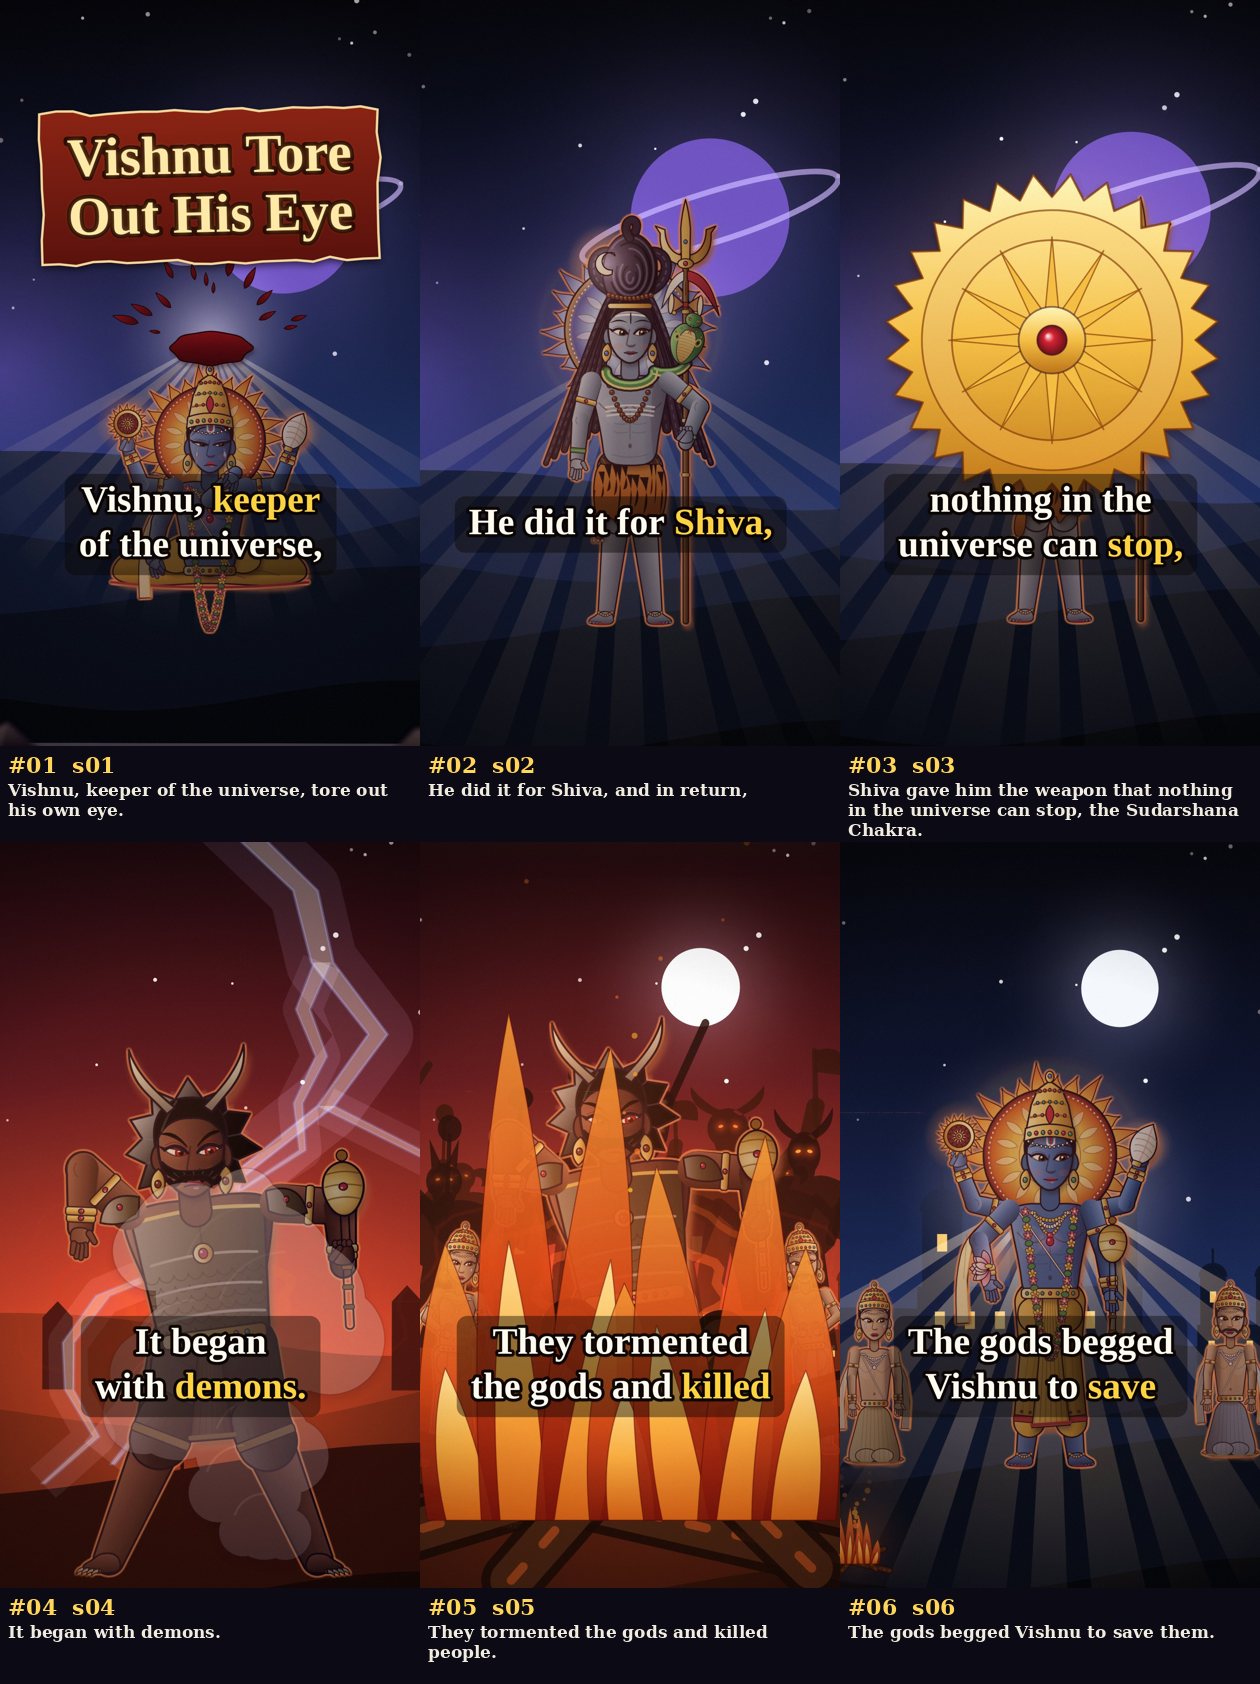 Vishnu Tore
Out His Eye
Vishnu, keeper
of the universe,
#01 s01
Vishnu, keeper of the universe, tore out
his own eye.
He did it for Shiva,
#02 s02
He did it for Shiva, and in return,
nothing in the
universe can stop,
#03 s03
Shiva gave him the weapon that nothing
in the universe can stop, the Sudarshana
Chakra.
It began
with demons.
#04 s04
It began with demons.
They tormented
the gods and killed
#05 s05
They tormented the gods and killed
people.
The gods begged
Vishnu to save
#06 s06
The gods begged Vishnu to save them.